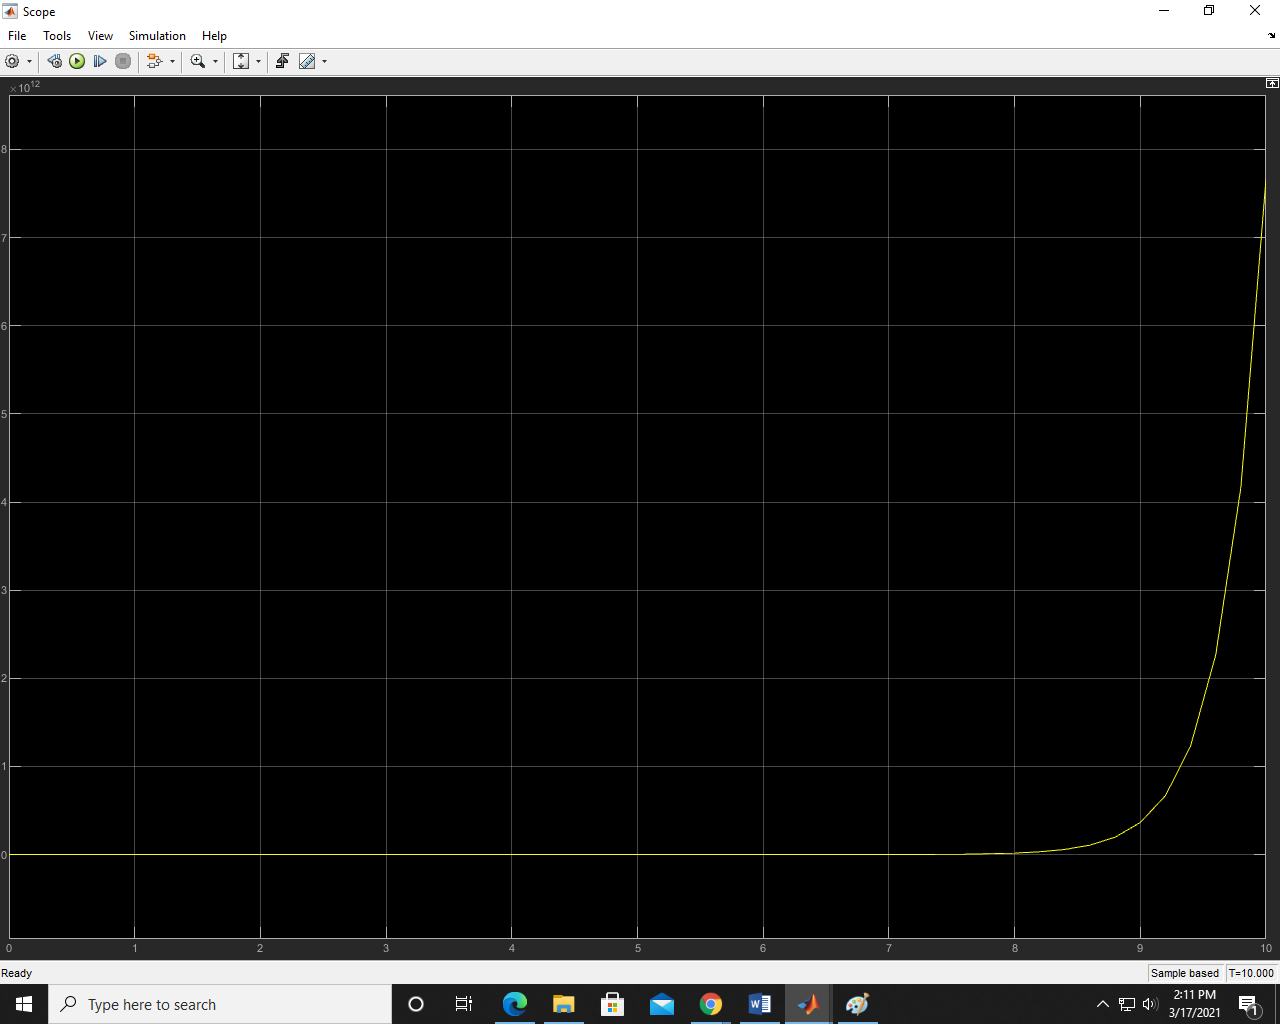 Scope
File Tools View Simulation Help
×10¹²
8
7
6
5
4
3
2
1
0
0 1 2 3 4 5 6 7 8 9 10
Ready
Sample based T=10.000
Type here to search
W
2:11 PM
3/17/2021
1